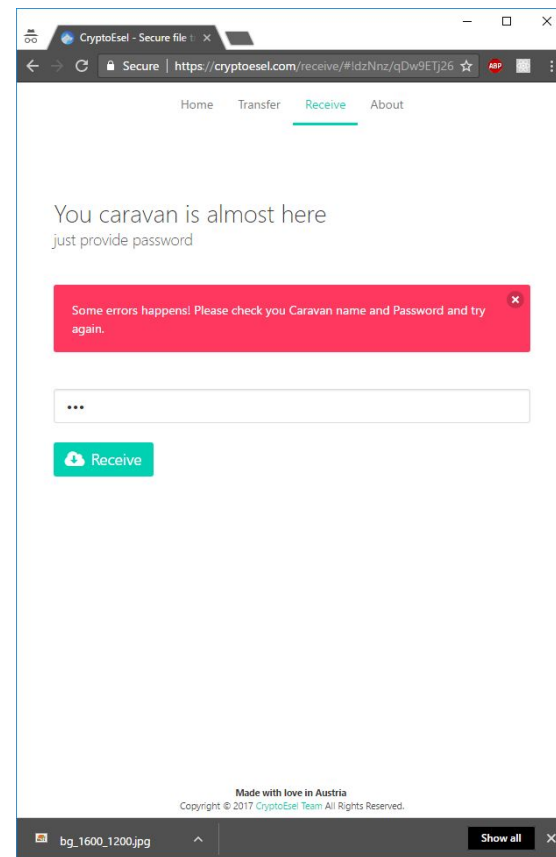 CryptoEsel - Secure file t
Secure | https://cryptoesel.com/receive/#!dzNnz/qDw9ETj26
ABP
Home Transfer Receive About
You caravan is almost here
just provide password
Some errors happens! Please check you Caravan name and Password and try
again.
•••
Receive
Made with love in Austria
Copyright © 2017 CryptoEsel Team All Rights Reserved.
bg_1600_1200.jpg
Show all